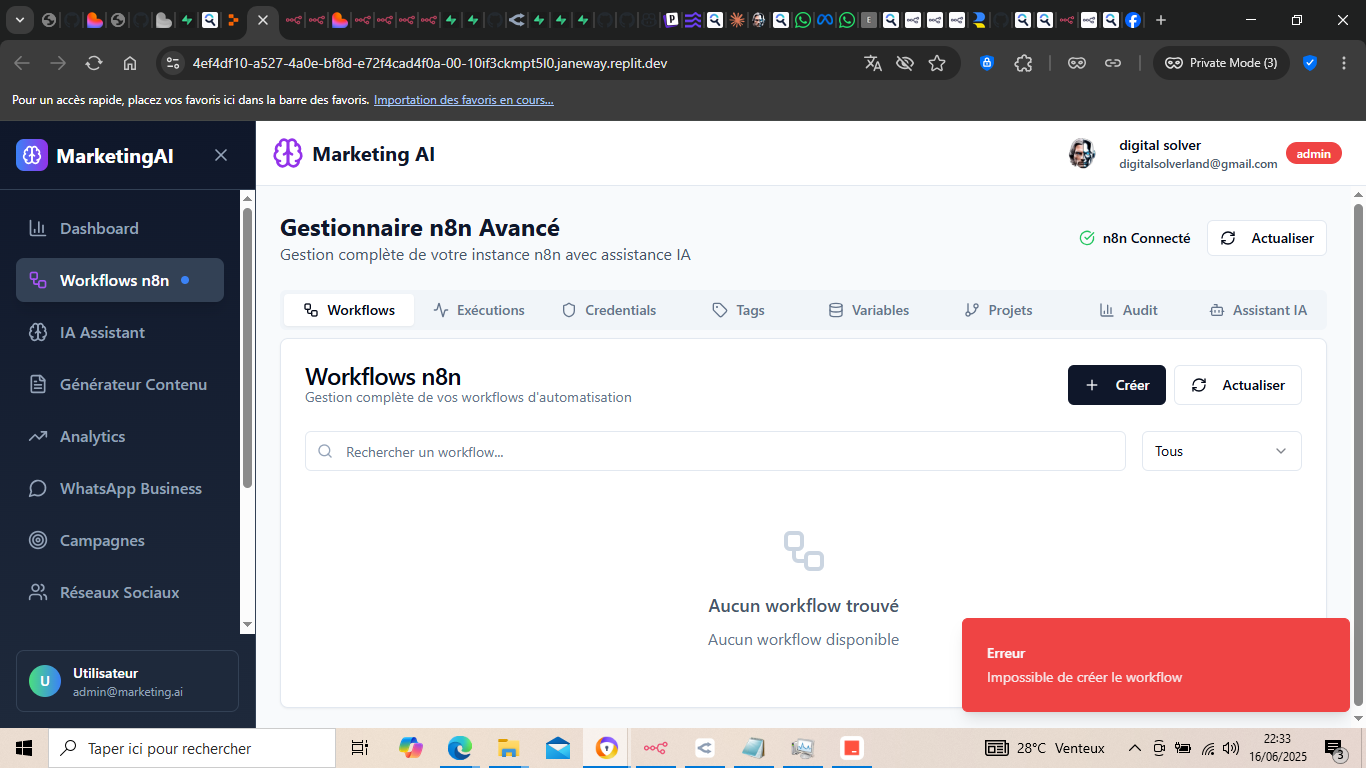 4ef4df10-a527-4a0e-bf8d-e72f4cad4f0a-00-10if3ckmpt5l0.janeway.replit.dev
Private Mode (3)
Pour un accès rapide, placez vos favoris ici dans la barre des favoris. Importation des favoris en cours...
MarketingAI
Marketing AI
digital solver
digitalsolverland@gmail.com
admin
Dashboard
Workflows n8n
IA Assistant
Générateur Contenu
Analytics
WhatsApp Business
Campagnes
Réseaux Sociaux
U
Utilisateur
admin@marketing.ai
Gestionnaire n8n Avancé
Gestion complète de votre instance n8n avec assistance IA
n8n Connecté
Actualiser
Workflows
Exécutions
Credentials
Tags
Variables
Projets
Audit
Assistant IA
Workflows n8n
Gestion complète de vos workflows d'automatisation
Créer
Actualiser
Rechercher un workflow...
Tous
Aucun workflow trouvé
Aucun workflow disponible
Erreur
Impossible de créer le workflow
Taper ici pour rechercher
28°C Venteux
22:33
16/06/2025
3